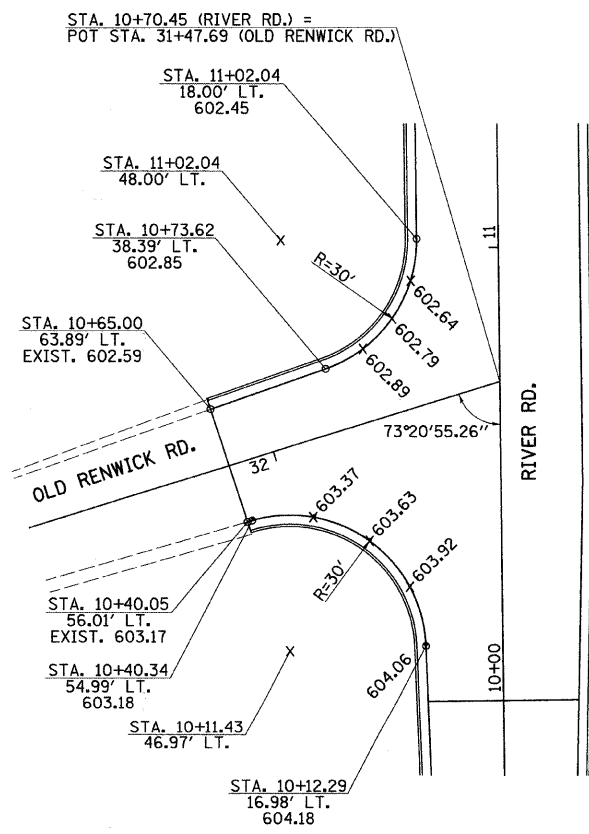 STA. 10+70.45 (RIVER RD.) =
POT STA. 31+47.69 (OLD RENWICK RD.)
STA. 11+02.04
18.00' LT.
602.45
STA. 11+02.04
48.00' LT.
STA. 10+73.62
38.39' LT.
602.85
11
R=30'
602.64
602.79
602.89
STA. 10+65.00
63.89' LT.
EXIST. 602.59
73°20'55.26"
RIVER RD.
OLD RENWICK RD.
32
603.37
603.63
603.92
R=30'
STA. 10+40.05
56.01' LT.
EXIST. 603.17
STA. 10+40.34
54.99' LT.
603.18
604.06
10+00
STA. 10+11.43
46.97' LT.
STA. 10+12.29
16.98' LT.
604.18